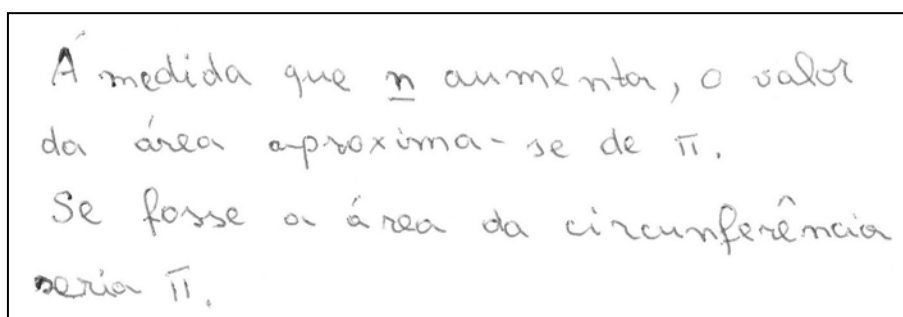 Á medida que n aumenta, o valor
da área aproxima-se de π.
Se fosse a área da circunferência
seria π.